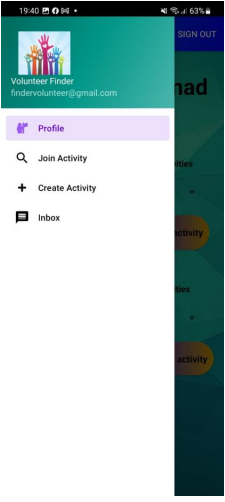 19:40
63%
SIGN OUT
Volunteer Finder
findervolunteer@gmail.com
nad
Profile
Join Activity
ities
Create Activity
Inbox
activity
ities
activity